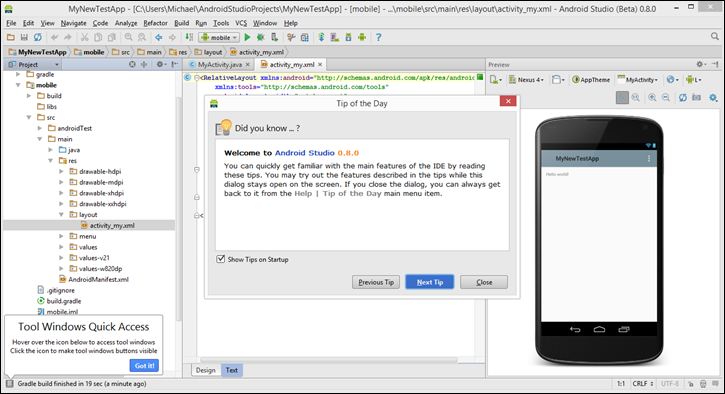 MyNewTestApp - [C:\Users\Michael\AndroidStudioProjects\MyNewTestApp] - [mobile] - ...\mobile\src\main\res\layout\activity_my.xml - Android Studio (Beta) 0.8.0
File Edit View Navigate Code Analyze Refactor Build Run Tools VCS Window Help
mobile
MyNewTestApp mobile src main res layout activity_my.xml
Project
MyActivity.java
activity_my.xml
Preview
gradle
mobile
build
libs
src
androidTest
main
java
res
drawable-hdpi
drawable-mdpi
drawable-xhdpi
drawable-xxhdpi
layout
activity_my.xml
menu
values
values-v21
values-w820dp
AndroidManifest.xml
.gitignore
build.gradle
mobile.iml
<RelativeLayout xmlns:android="http://schemas.android.com/apk/res/android
xmlns:tools="http://schemas.android.com/tools"
Tip of the Day
Did you know ... ?
Welcome to Android Studio 0.8.0
You can quickly get familiar with the main features of the IDE by reading
these tips. You may try out the features described in the tips while this
dialog stays open on the screen. If you close the dialog, you can always get
back to it from the Help | Tip of the Day main menu item.
Show Tips on Startup
Previous Tip
Next Tip
Close
Nexus 4
AppTheme
MyActivity
L
MyNewTestApp
Hello world!
Tool Windows Quick Access
Hover over the icon below to access tool windows
Click the icon to make tool windows buttons visible
Got it!
Design Text
Gradle build finished in 19 sec (a minute ago)
1:1 CRLF UTF-8